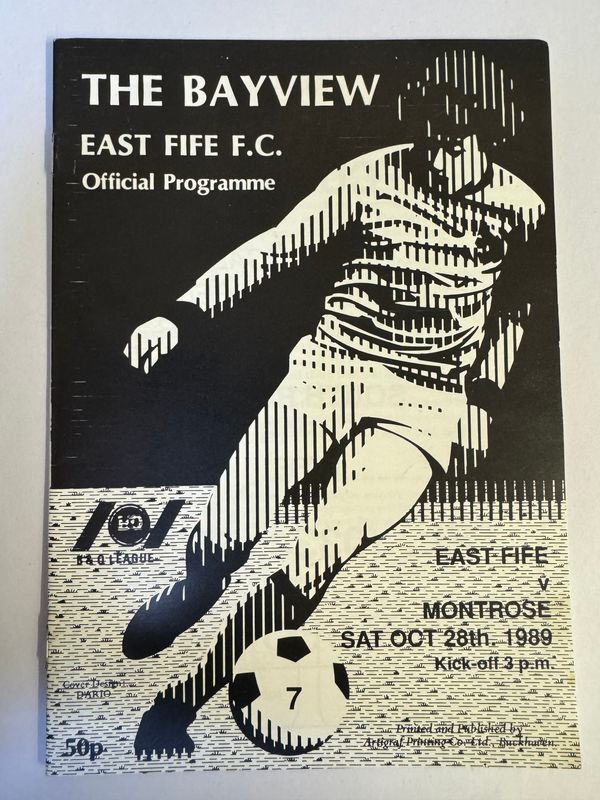 THE BAYVIEW
EAST FIFE F.C.
Official Programme
B & Q LEAGUE
EAST FIFE
v
MONTROSE
SAT OCT 28th. 1989
Kick-off 3 p.m.
7
Cover Design:
DARIO
50p
Printed and Published by
Artigraf Printing Co. Ltd., Buckhaven.